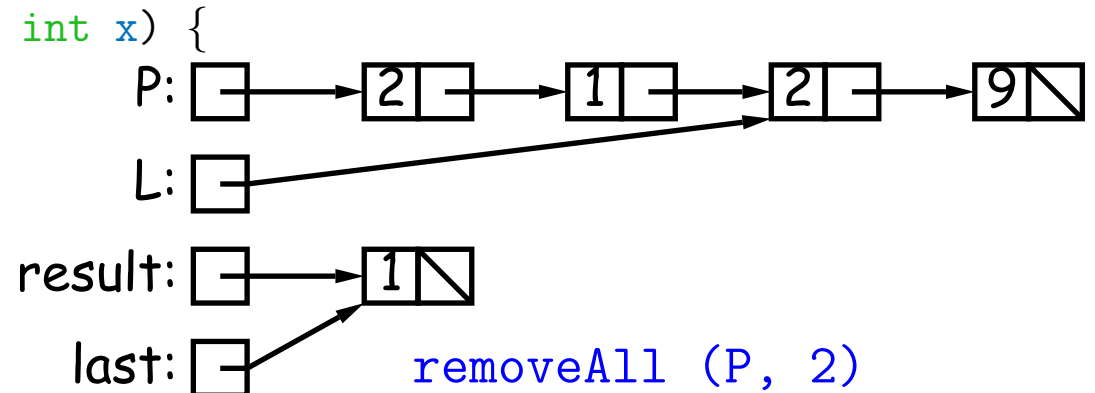 int x) {
P: 2 1 2 9
L:
result: 1
last: removeAll (P, 2)